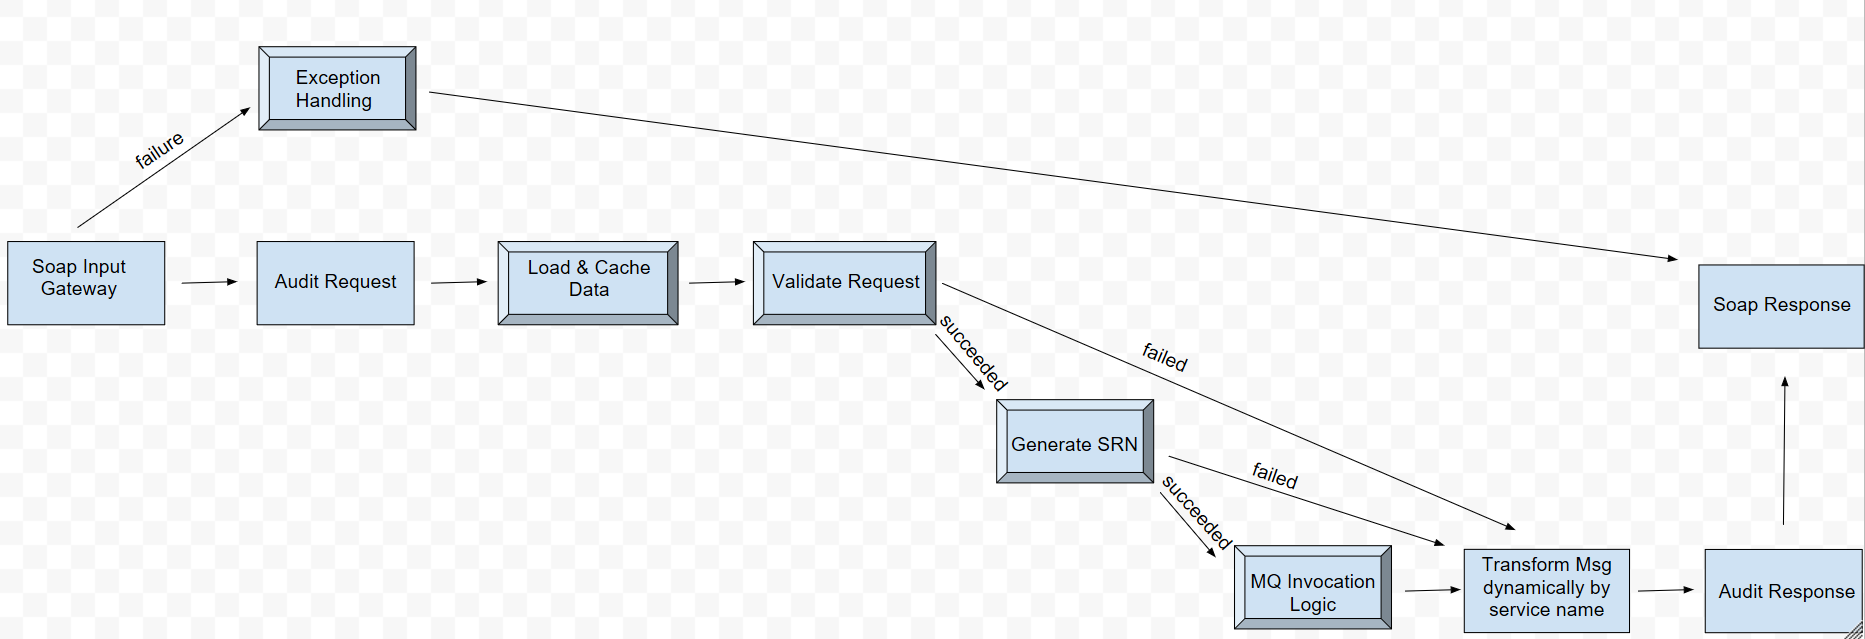 Exception
Handling
failure
Soap Input
Gateway
Audit Request
Load & Cache
Data
Validate Request
Soap Response
succeeded
failed
Generate SRN
failed
succeeded
MQ Invocation
Logic
Transform Msg
dynamically by
service name
Audit Response